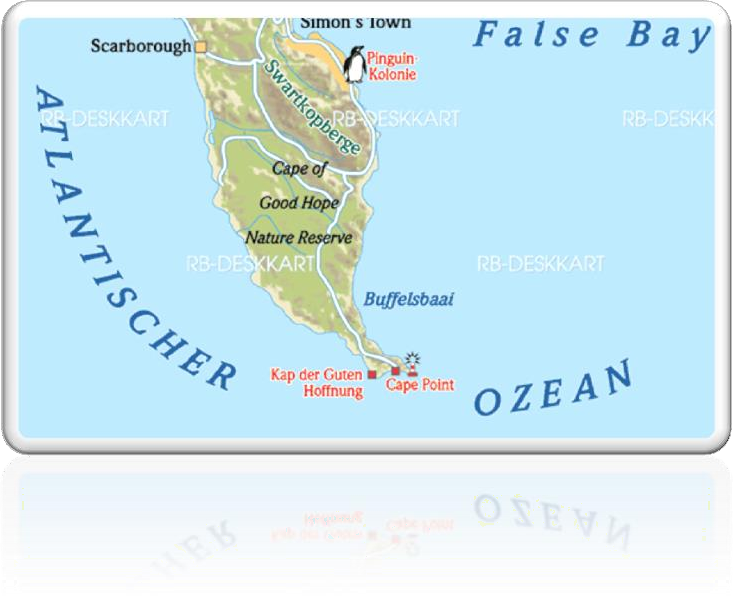 Simon's Town
False Bay
Scarborough
Pinguin-
Kolonie
Swartkopberge
RB-DESKKART
RB-DESKKART
RB-DESKK
ATLANTISCHER
Cape of
Good Hope
Nature Reserve
RB-DESKKART
RB-DESKKART
Buffelsbaai
Kap der Guten
Hoffnung
Cape Point
OZEAN